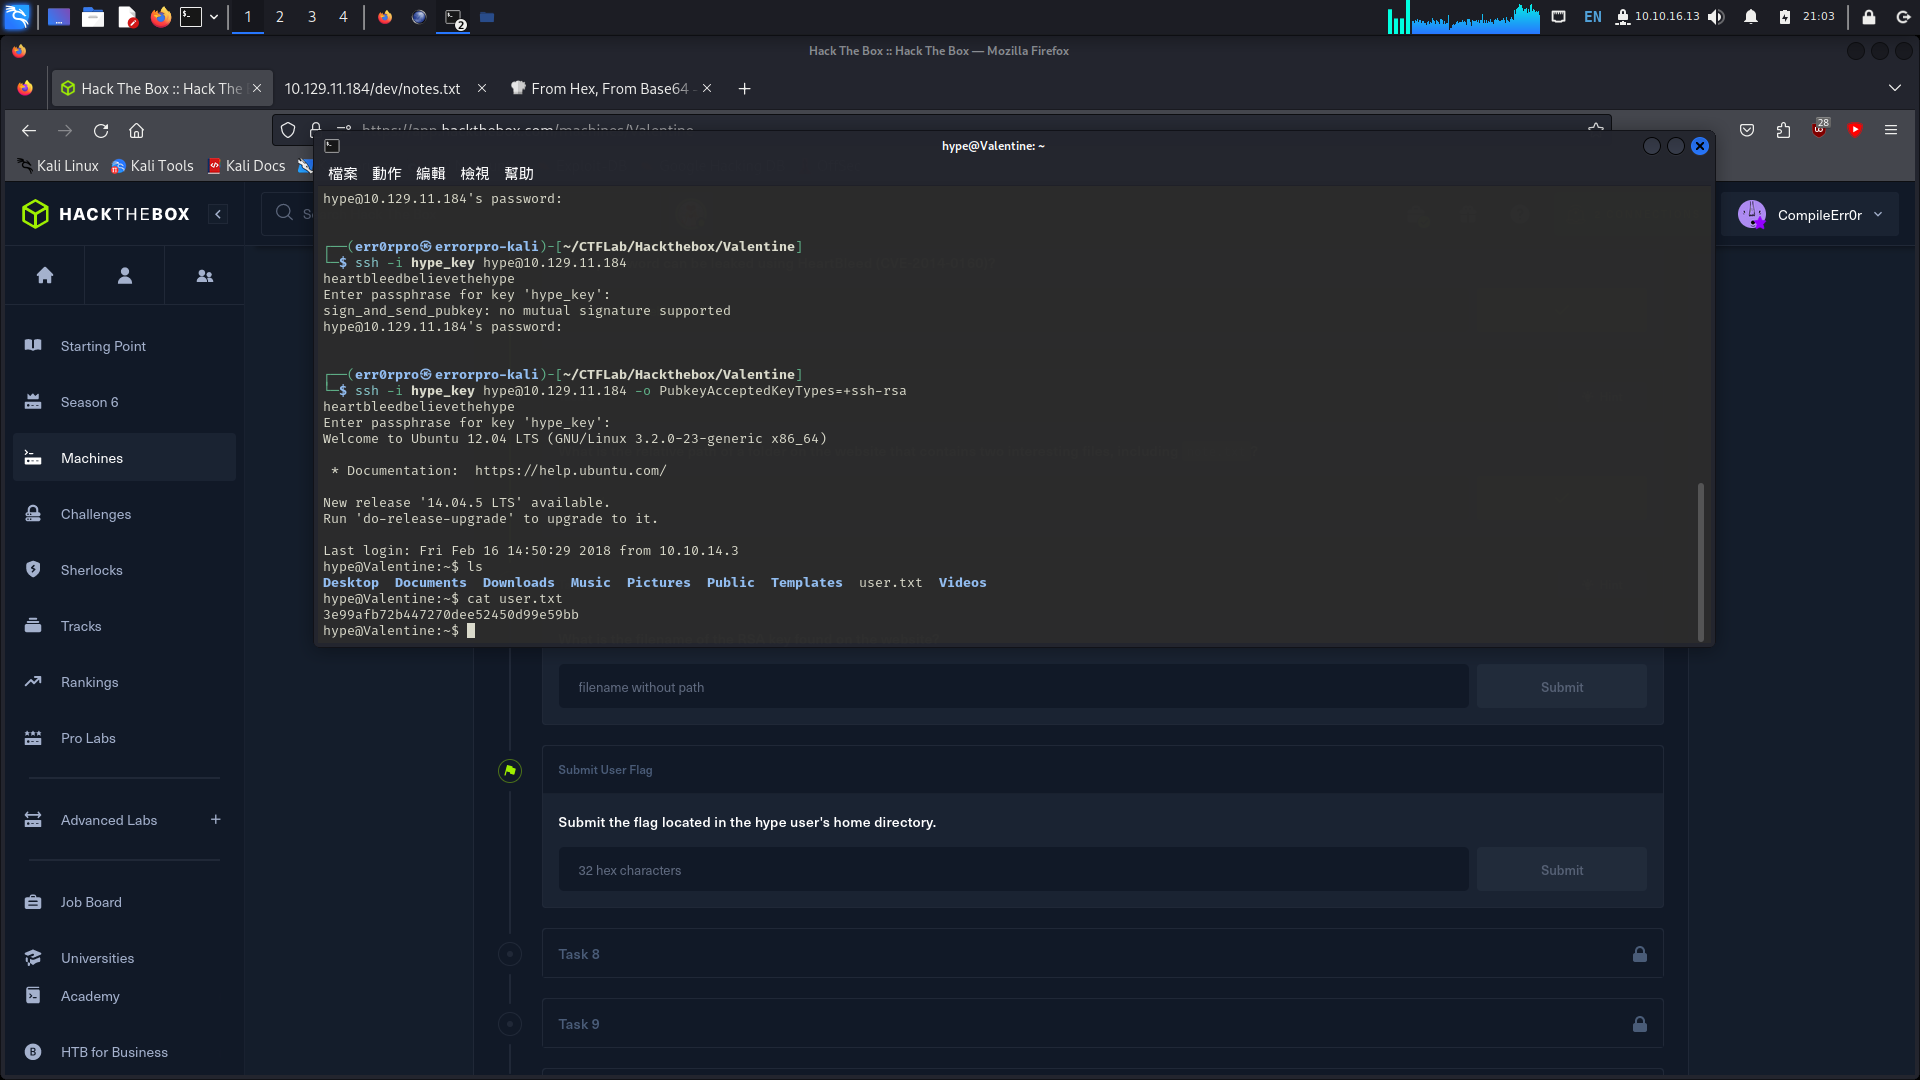 1 2 3 4 2 EN 10.10.16.13 21:03
Hack The Box :: Hack The Box — Mozilla Firefox
Hack The Box :: Hack The
10.129.11.184/dev/notes.txt
From Hex, From Base64 -
https://app.hackthebox.com/machines/Valentine
28
Kali Linux
Kali Tools
Kali Docs
hype@Valentine: ~
檔案 動作 編輯 檢視 幫助
hype@10.129.11.184's password:
┌──(err0rpro㉿errorpro-kali)-[~/CTFLab/Hackthebox/Valentine]
└─$ ssh -i hype_key hype@10.129.11.184
heartbleedbelievethehype
Enter passphrase for key 'hype_key':
sign_and_send_pubkey: no mutual signature supported
hype@10.129.11.184's password:
┌──(err0rpro㉿errorpro-kali)-[~/CTFLab/Hackthebox/Valentine]
└─$ ssh -i hype_key hype@10.129.11.184 -o PubkeyAcceptedKeyTypes=+ssh-rsa
heartbleedbelievethehype
Enter passphrase for key 'hype_key':
Welcome to Ubuntu 12.04 LTS (GNU/Linux 3.2.0-23-generic x86_64)
* Documentation:  https://help.ubuntu.com/
New release '14.04.5 LTS' available.
Run 'do-release-upgrade' to upgrade to it.
Last login: Fri Feb 16 14:50:29 2018 from 10.10.14.3
hype@Valentine:~$ ls
Desktop  Documents  Downloads  Music  Pictures  Public  Templates  user.txt  Videos
hype@Valentine:~$ cat user.txt
3e99afb72b447270dee52450d99e59bb
hype@Valentine:~$
HACKTHEBOX
CompileErr0r
Starting Point
Season 6
Machines
Challenges
Sherlocks
Tracks
Rankings
Pro Labs
Advanced Labs +
Job Board
Universities
Academy
B HTB for Business
filename without path
Submit
Submit User Flag
Submit the flag located in the hype user's home directory.
32 hex characters
Submit
Task 8
Task 9